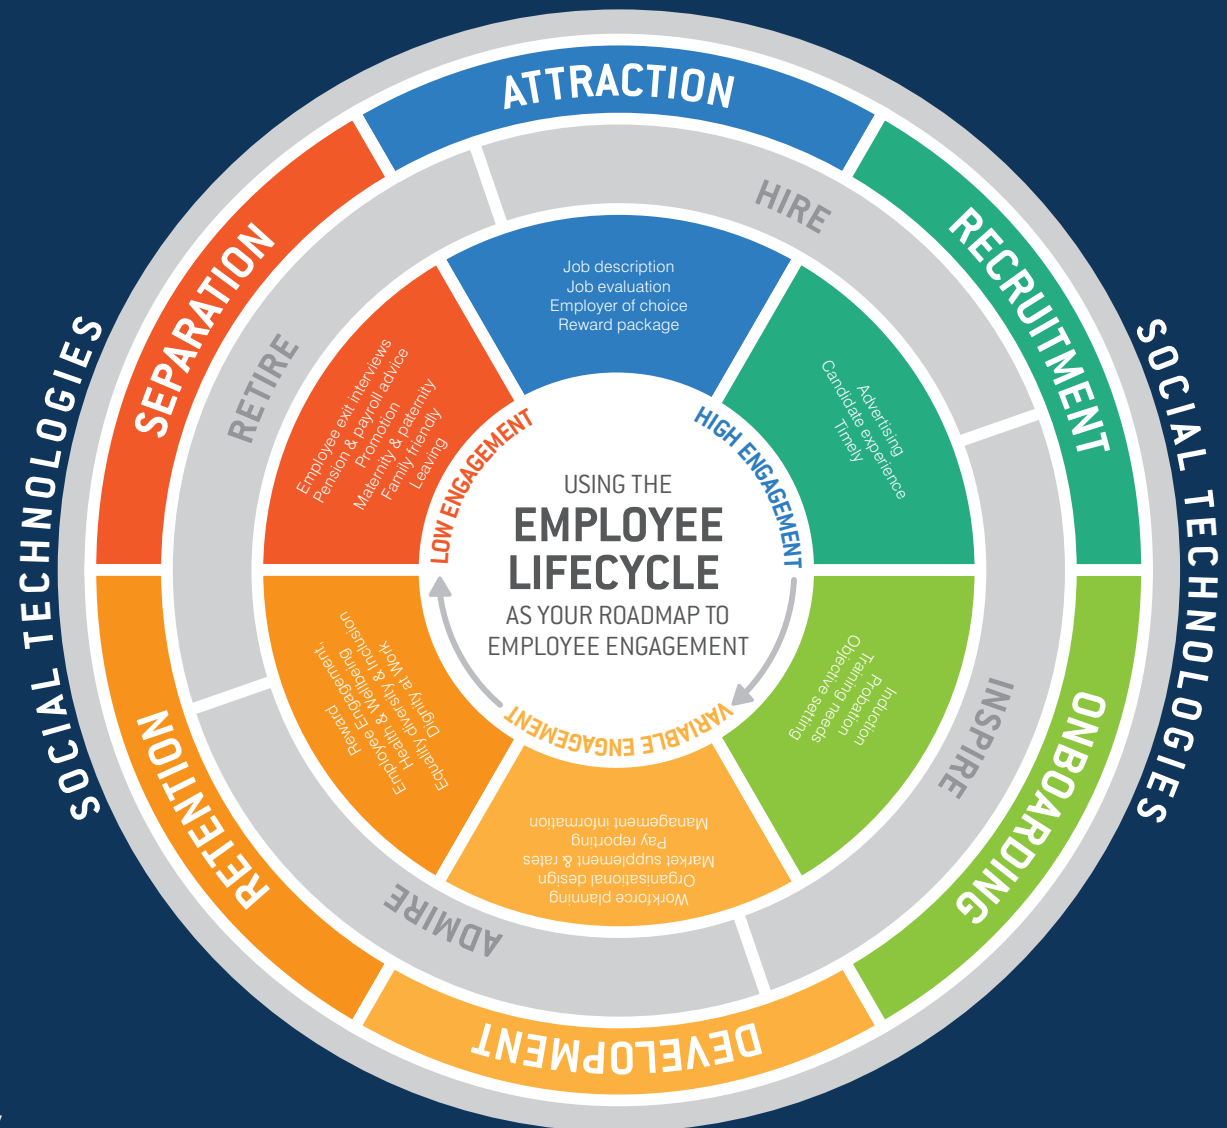 SOCIAL TECHNOLOGIES
SOCIAL TECHNOLOGIES
ATTRACTION
RECRUITMENT
ONBOARDING
DEVELOPMENT
RETENTION
SEPARATION
HIRE
INSPIRE
ADMIRE
RETIRE
Job description
Job evaluation
Employer of choice
Reward package
Advertising
Candidate experience
Timely
Induction
Probation
Training needs
Objective setting
Workforce planning
Organisational design
Market supplement & rates
Pay reporting
Management information
Reward
Employee Engagement,
Health & Wellbeing
Equality diversity & Inclusion
Dignity at Work
Employee exit interviews
Pension & payroll advice
Promotion
Maternity & paternity
Family friendly
Leaving
HIGH ENGAGEMENT
VARIABLE ENGAGEMENT
LOW ENGAGEMENT
USING THE
EMPLOYEE
LIFECYCLE
AS YOUR ROADMAP TO
EMPLOYEE ENGAGEMENT